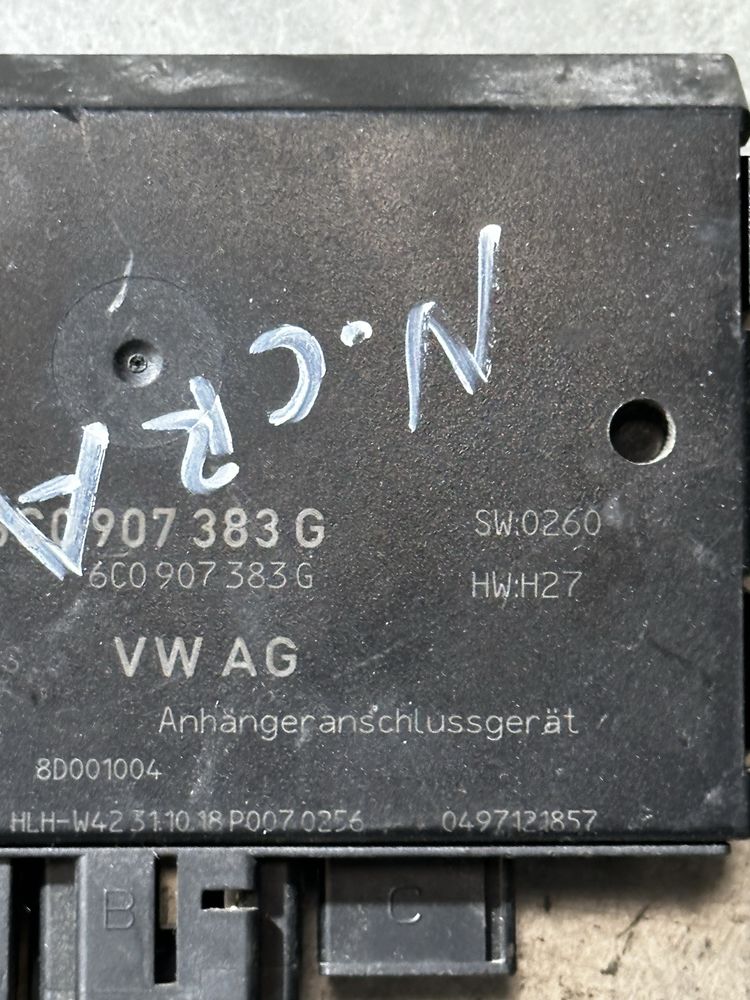 N.CRA
6C0 907 383 G
SW:0260
6C0 907 383 G
HW:H27
VW AG
Anhängeranschlussgerät
8D001004
HLH-W42 31.10.18 P007 0256 0497121857
B C